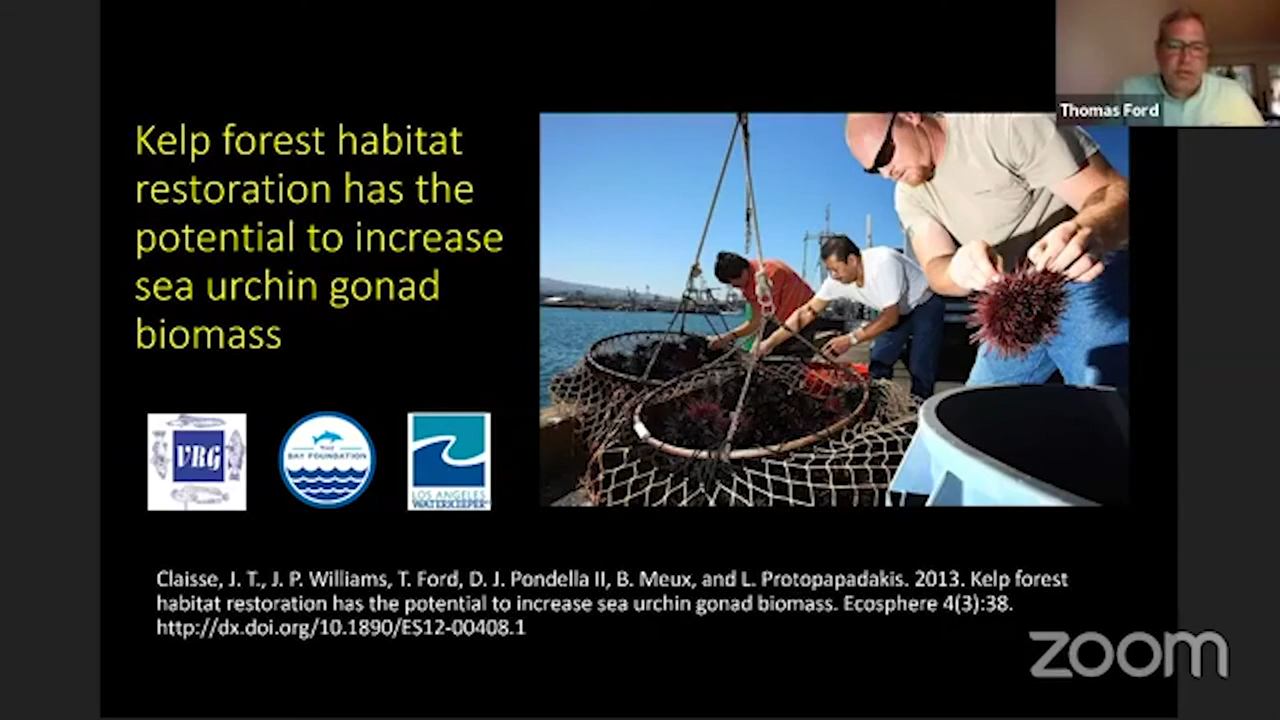 Thomas Ford
Kelp forest habitat
restoration has the
potential to increase
sea urchin gonad
biomass
VRG
THE
BAY FOUNDATION
LOS ANGELES
WATERKEEPER
Claisse, J. T., J. P. Williams, T. Ford, D. J. Pondella II, B. Meux, and L. Protopapadakis. 2013. Kelp forest
habitat restoration has the potential to increase sea urchin gonad biomass. Ecosphere 4(3):38.
http://dx.doi.org/10.1890/ES12-00408.1
zoom